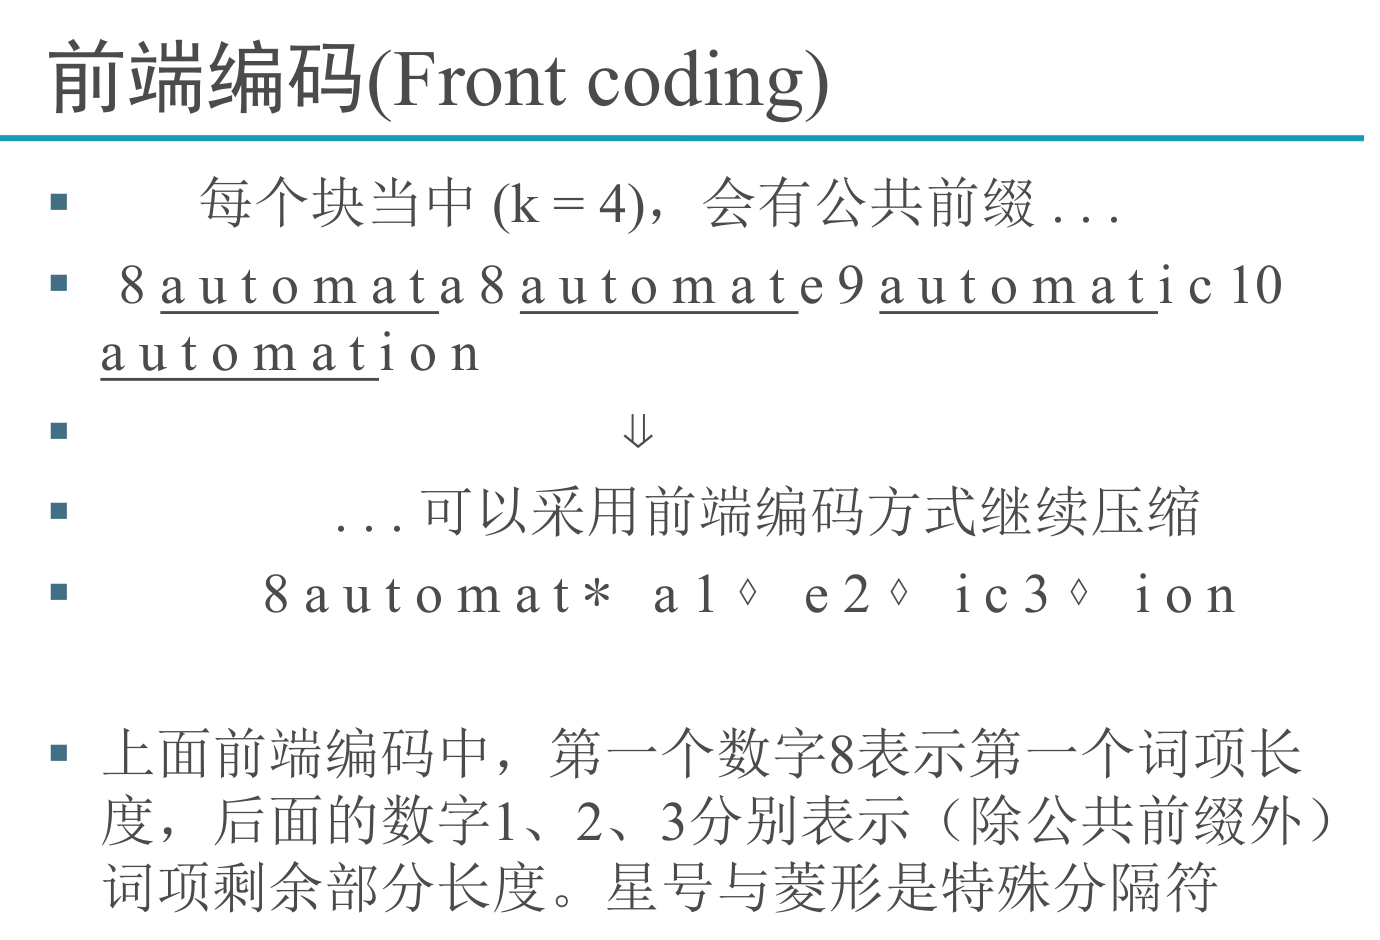 前端编码(Front coding)
每个块当中 (k = 4)，会有公共前缀 . . .
8 a u t o m a t a 8 a u t o m a t e 9 a u t o m a t i c 10
a u t o m a t i o n
⇓
. . . 可以采用前端编码方式继续压缩
8 a u t o m a t ∗ a 1 ◊ e 2 ◊ i c 3 ◊ i o n
上面前端编码中，第一个数字8表示第一个词项长
度，后面的数字1、2、3分别表示（除公共前缀外）
词项剩余部分长度。星号与菱形是特殊分隔符